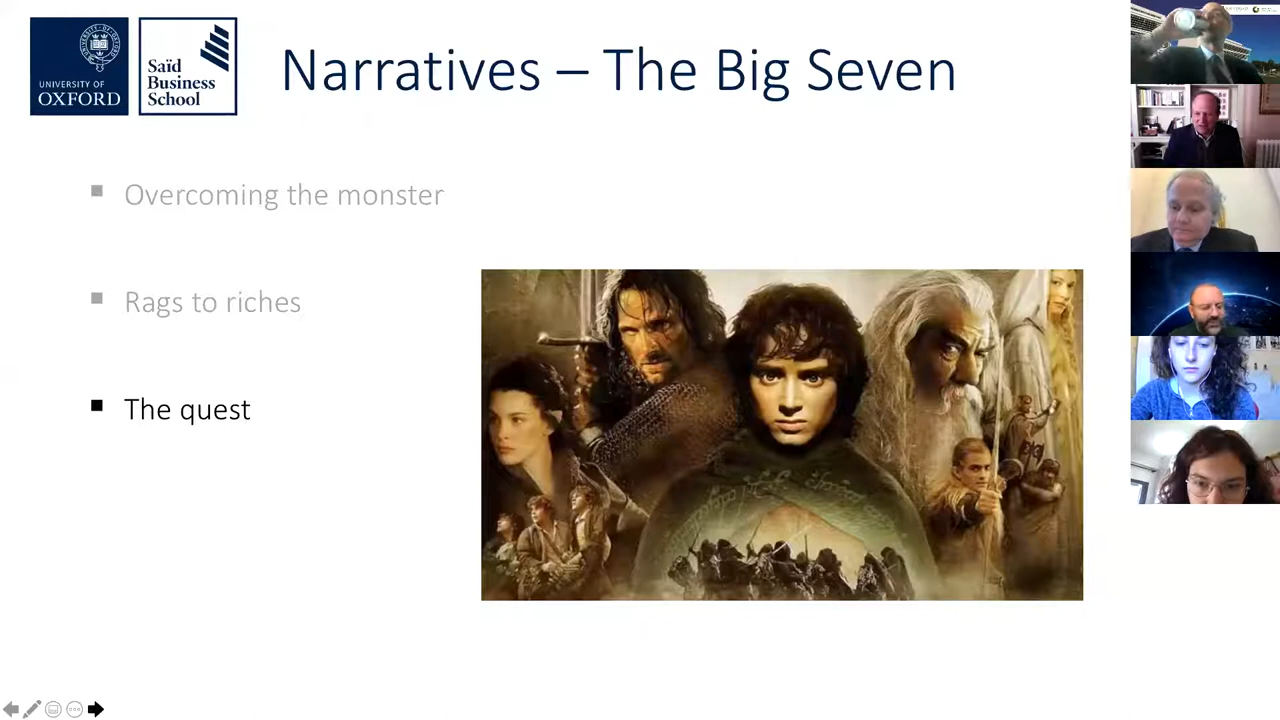 UNIVERSITY OF
OXFORD
Saïd
Business
School
Narratives – The Big Seven
Overcoming the monster
Rags to riches
The quest